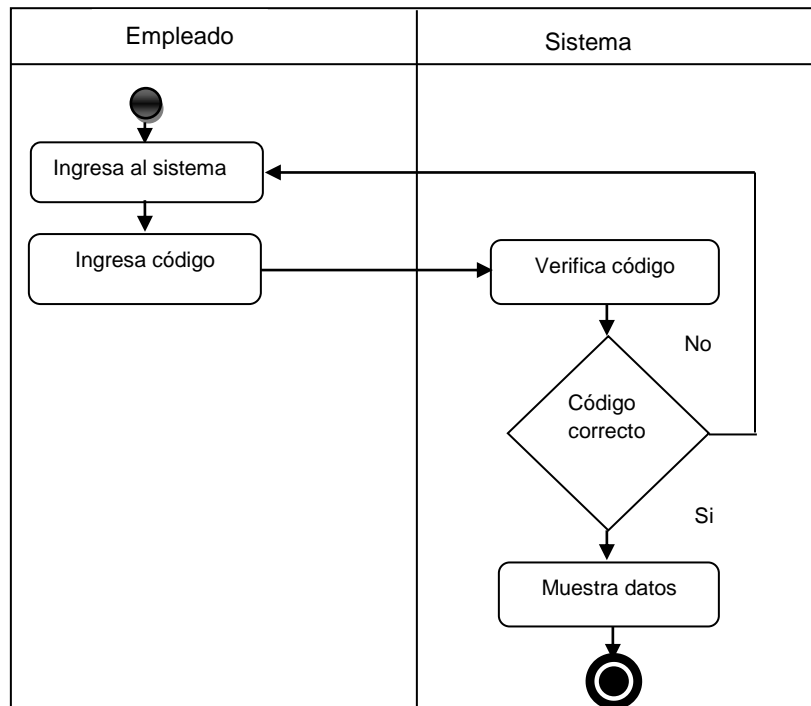 Empleado
Sistema
Ingresa al sistema
Ingresa código
Verifica código
No
Código
correcto
Si
Muestra datos